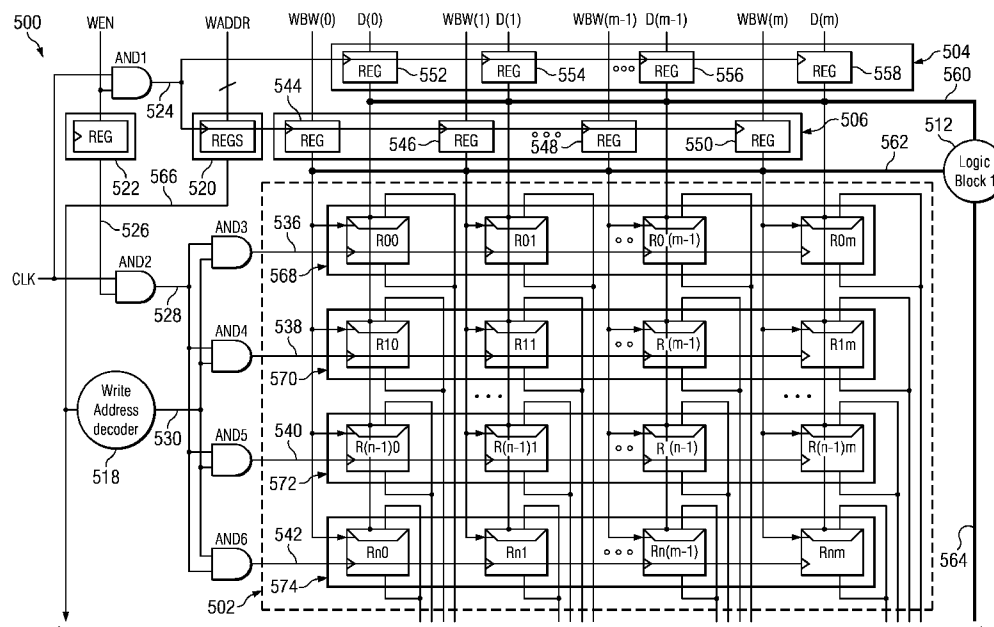 500
WEN WADDR WBW(0) D(0) WBW(1) D(1) WBW(m-1) D(m-1) WBW(m) D(m)
AND1
524
REG 552 REG 554 REG 556 REG 558
504
560
544
REG REGS REG REG REG REG
546 548 550
506
512
Logic Block 1
522 520
566
562
526
AND3 536
R00 R01 R0(m-1) R0m
568
CLK
AND2
528
AND4 538
R10 R11 R(m-1) R1m
570
Write Address decoder
530
518
AND5 540
R(n-1)0 R(n-1)1 R(n-1) R(n-1)m
572
AND6 542
Rn0 Rn1 Rn(m-1) Rnm
574
502
564